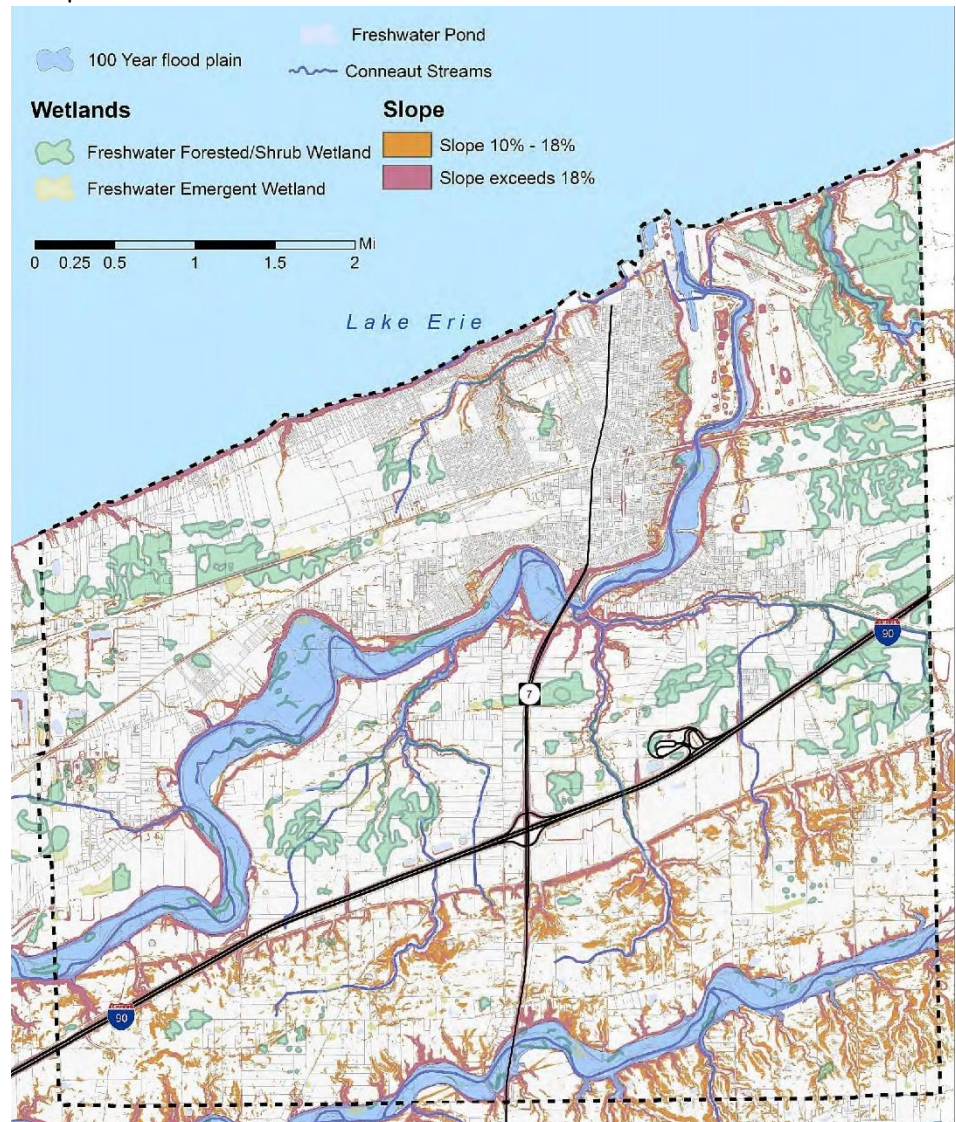 Freshwater Pond
100 Year flood plain
Conneaut Streams
Wetlands
Slope
Freshwater Forested/Shrub Wetland
Slope 10% - 18%
Freshwater Emergent Wetland
Slope exceeds 18%
Mi
0 0.25 0.5 1 1.5 2
Lake Erie
90
7
90